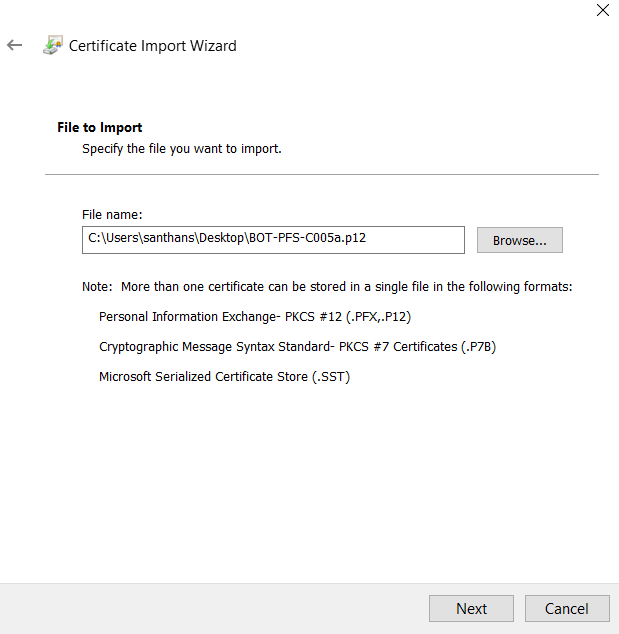 Certificate Import Wizard
File to Import
Specify the file you want to import.
File name:
C:\Users\santhans\Desktop\BOT-PFS-C005a.p12
Browse...
Note:  More than one certificate can be stored in a single file in the following formats:
Personal Information Exchange- PKCS #12 (.PFX,.P12)
Cryptographic Message Syntax Standard- PKCS #7 Certificates (.P7B)
Microsoft Serialized Certificate Store (.SST)
Next
Cancel